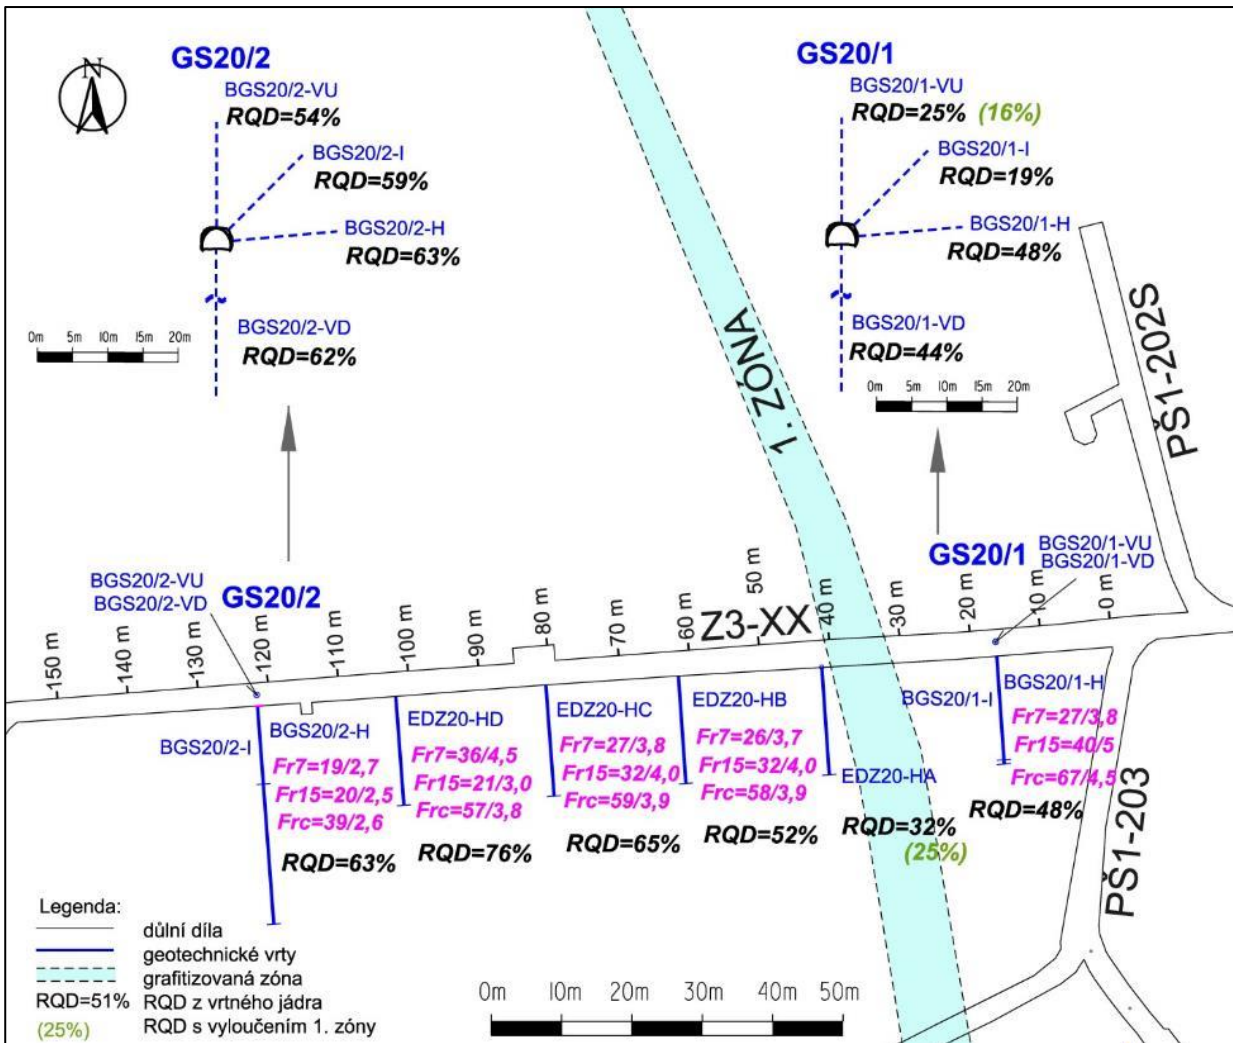 N
GS20/2
BGS20/2-VU
RQD=54%
BGS20/2-I
RQD=59%
BGS20/2-H
RQD=63%
BGS20/2-VD
RQD=62%
0m 5m 10m 15m 20m
GS20/1
BGS20/1-VU
RQD=25% (16%)
BGS20/1-I
RQD=19%
BGS20/1-H
RQD=48%
BGS20/1-VD
RQD=44%
0m 5m 10m 15m 20m
1. ZÓNA
PŠ1-202S
BGS20/2-VU
BGS20/2-VD
GS20/2
GS20/1
BGS20/1-VU
BGS20/1-VD
Z3-XX
150 m
140 m
130 m
120 m
110 m
100 m
90 m
80 m
70 m
60 m
50 m
40 m
30 m
20 m
10 m
0 m
BGS20/2-I
BGS20/2-H
Fr7=19/2,7
Fr15=20/2,5
Frc=39/2,6
RQD=63%
EDZ20-HD
Fr7=36/4,5
Fr15=21/3,0
Frc=57/3,8
RQD=76%
EDZ20-HC
Fr7=27/3,8
Fr15=32/4,0
Frc=59/3,9
RQD=65%
EDZ20-HB
Fr7=26/3,7
Fr15=32/4,0
Frc=58/3,9
RQD=52%
EDZ20-HA
RQD=32%
(25%)
BGS20/1-I
BGS20/1-H
Fr7=27/3,8
Fr15=40/5
Frc=67/4,5
RQD=48%
PŠ1-203
Legenda:
důlní díla
geotechnické vrty
grafitizovaná zóna
RQD=51% RQD z vrtného jádra
(25%) RQD s vyloučením 1. zóny
0m 10m 20m 30m 40m 50m